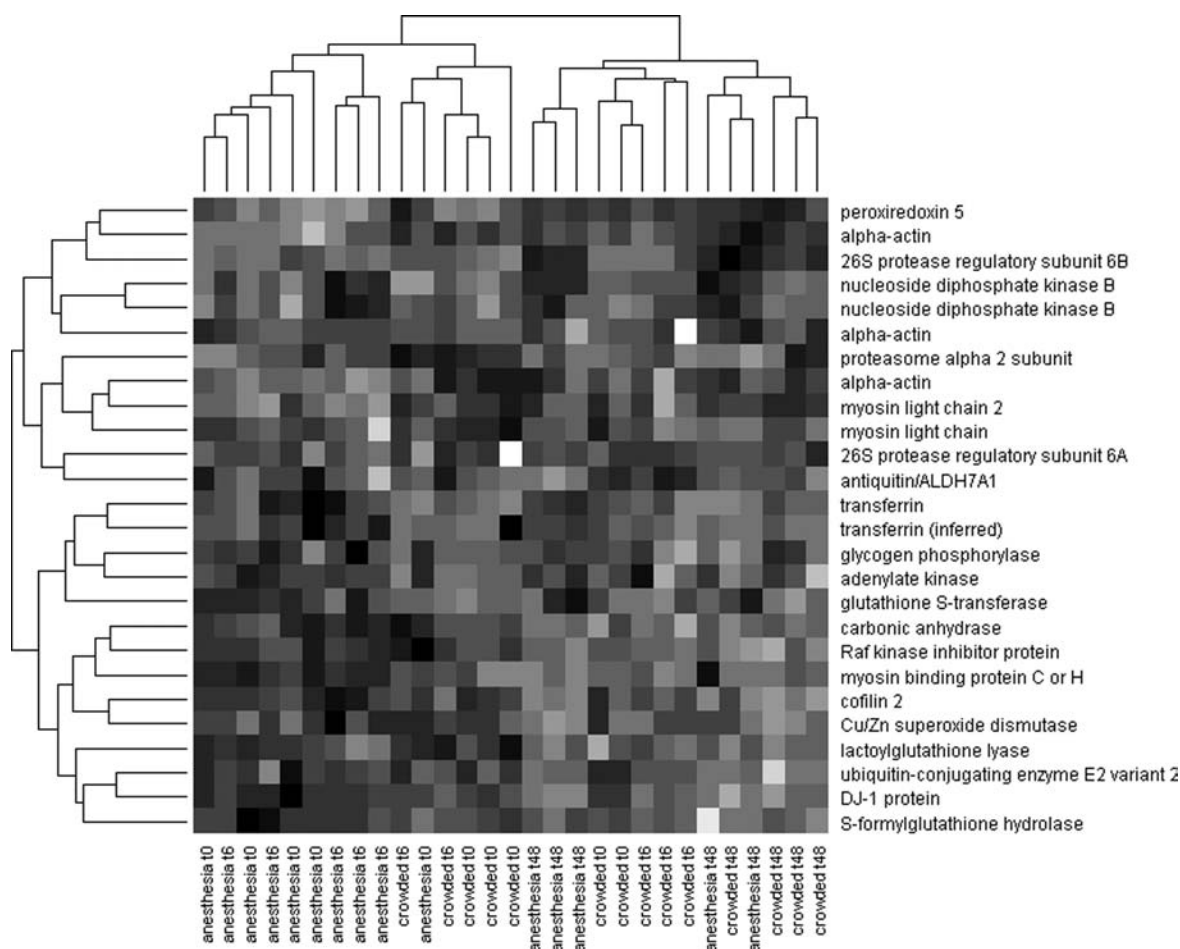 peroxiredoxin 5
alpha-actin
26S protease regulatory subunit 6B
nucleoside diphosphate kinase B
nucleoside diphosphate kinase B
alpha-actin
proteasome alpha 2 subunit
alpha-actin
myosin light chain 2
myosin light chain
26S protease regulatory subunit 6A
antiquitin/ALDH7A1
transferrin
transferrin (inferred)
glycogen phosphorylase
adenylate kinase
glutathione S-transferase
carbonic anhydrase
Raf kinase inhibitor protein
myosin binding protein C or H
cofilin 2
Cu/Zn superoxide dismutase
lactoylglutathione lyase
ubiquitin-conjugating enzyme E2 variant 2
DJ-1 protein
S-formylglutathione hydrolase
anesthesia t0
anesthesia t6
anesthesia t0
anesthesia t6
anesthesia t0
anesthesia t0
anesthesia t6
anesthesia t6
anesthesia t6
crowded t6
anesthesia t0
crowded t6
crowded t0
crowded t0
crowded t0
anesthesia t48
anesthesia t48
anesthesia t48
crowded t0
crowded t0
crowded t6
crowded t6
crowded t6
anesthesia t48
crowded t48
anesthesia t48
crowded t48
crowded t48
crowded t48